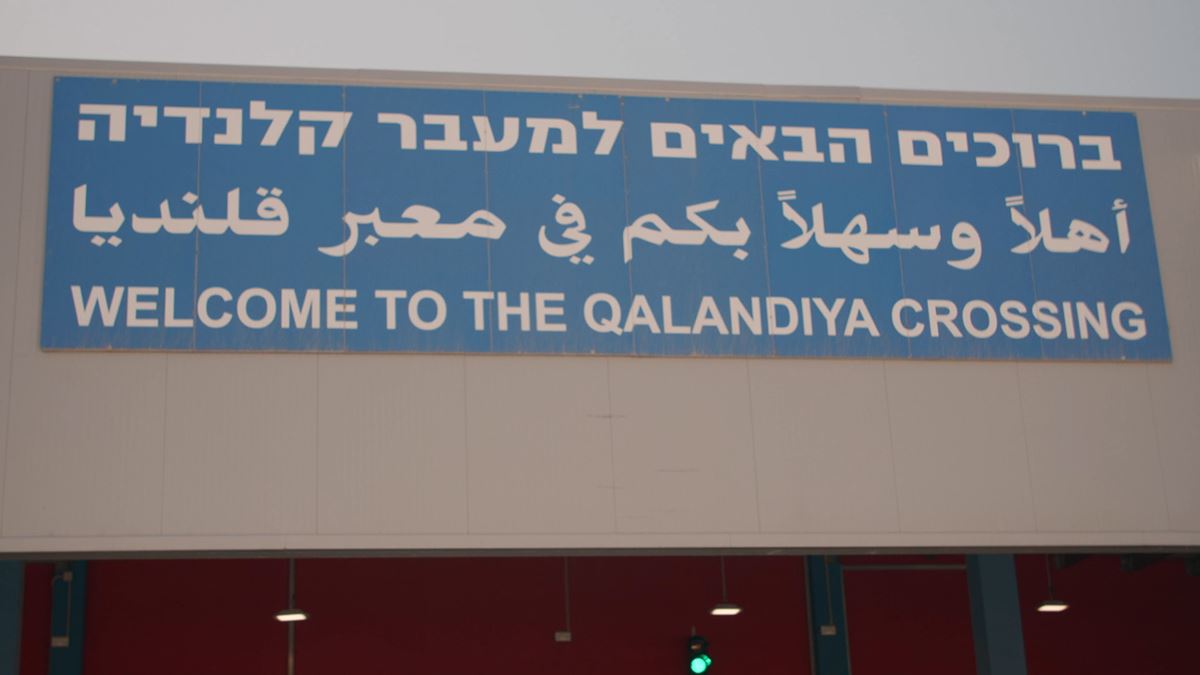 ברוכים הבאים למעבר קלנדיה
أهلاً وسهلاً بكم في معبر قلنديا
WELCOME TO THE QALANDIYA CROSSING